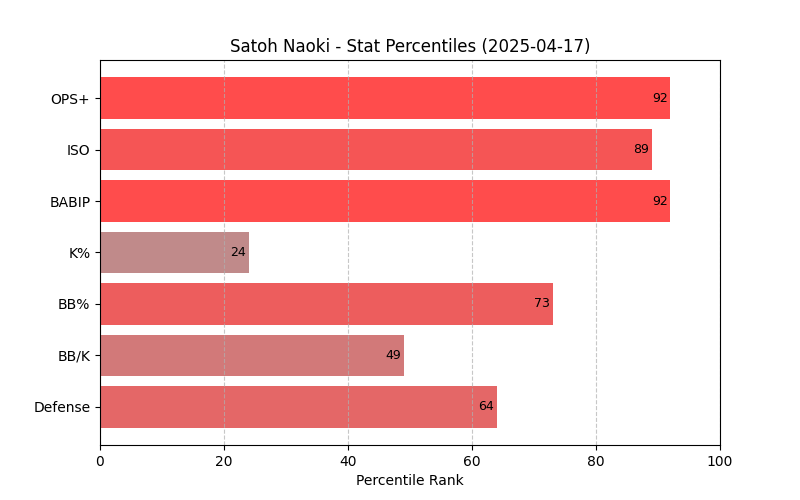 Satoh Naoki - Stat Percentiles (2025-04-17)
OPS+ 92
ISO 89
BABIP 92
K% 24
BB% 73
BB/K 49
Defense 64
0 20 40 60 80 100
Percentile Rank